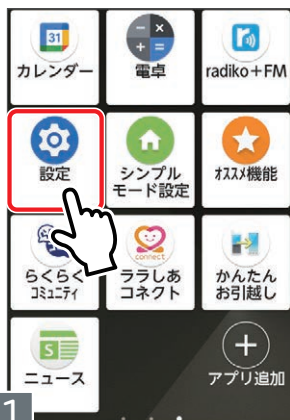 31
カレンダー
電卓
radiko+FM
設定
シンプル
モード設定
オススメ機能
らくらく
コミュニティ
connect
ララしあ
コネクト
かんたん
お引越し
S
ニュース
アプリ追加
1